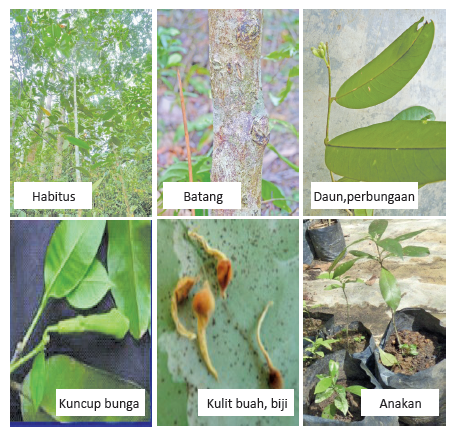 Habitus
Batang
Daun,perbungaan
Kuncup bunga
Kulit buah, biji
Anakan